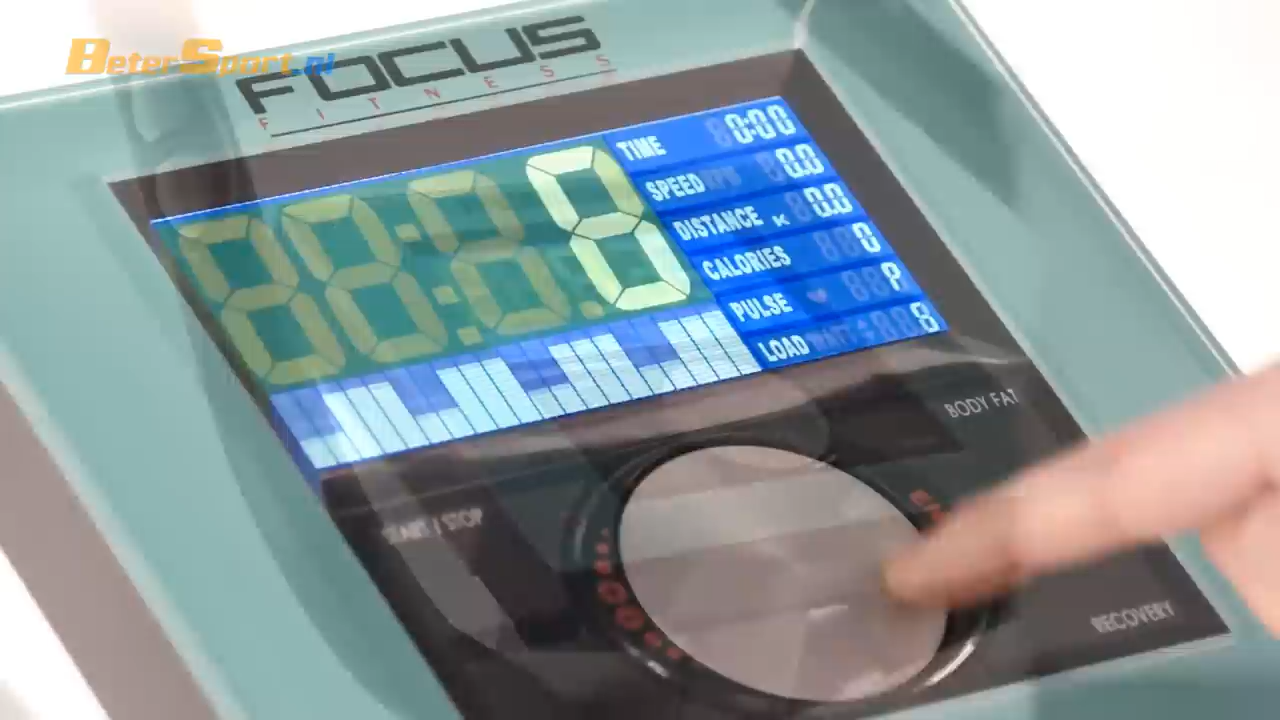 BeterSport.nl
FOCUS
FITNESS
TIME 0:00
SPEED 0.0
DISTANCE K 0.0
CALORIES 0
PULSE P
LOAD 8
8
BODY FAT
START / STOP
RECOVERY